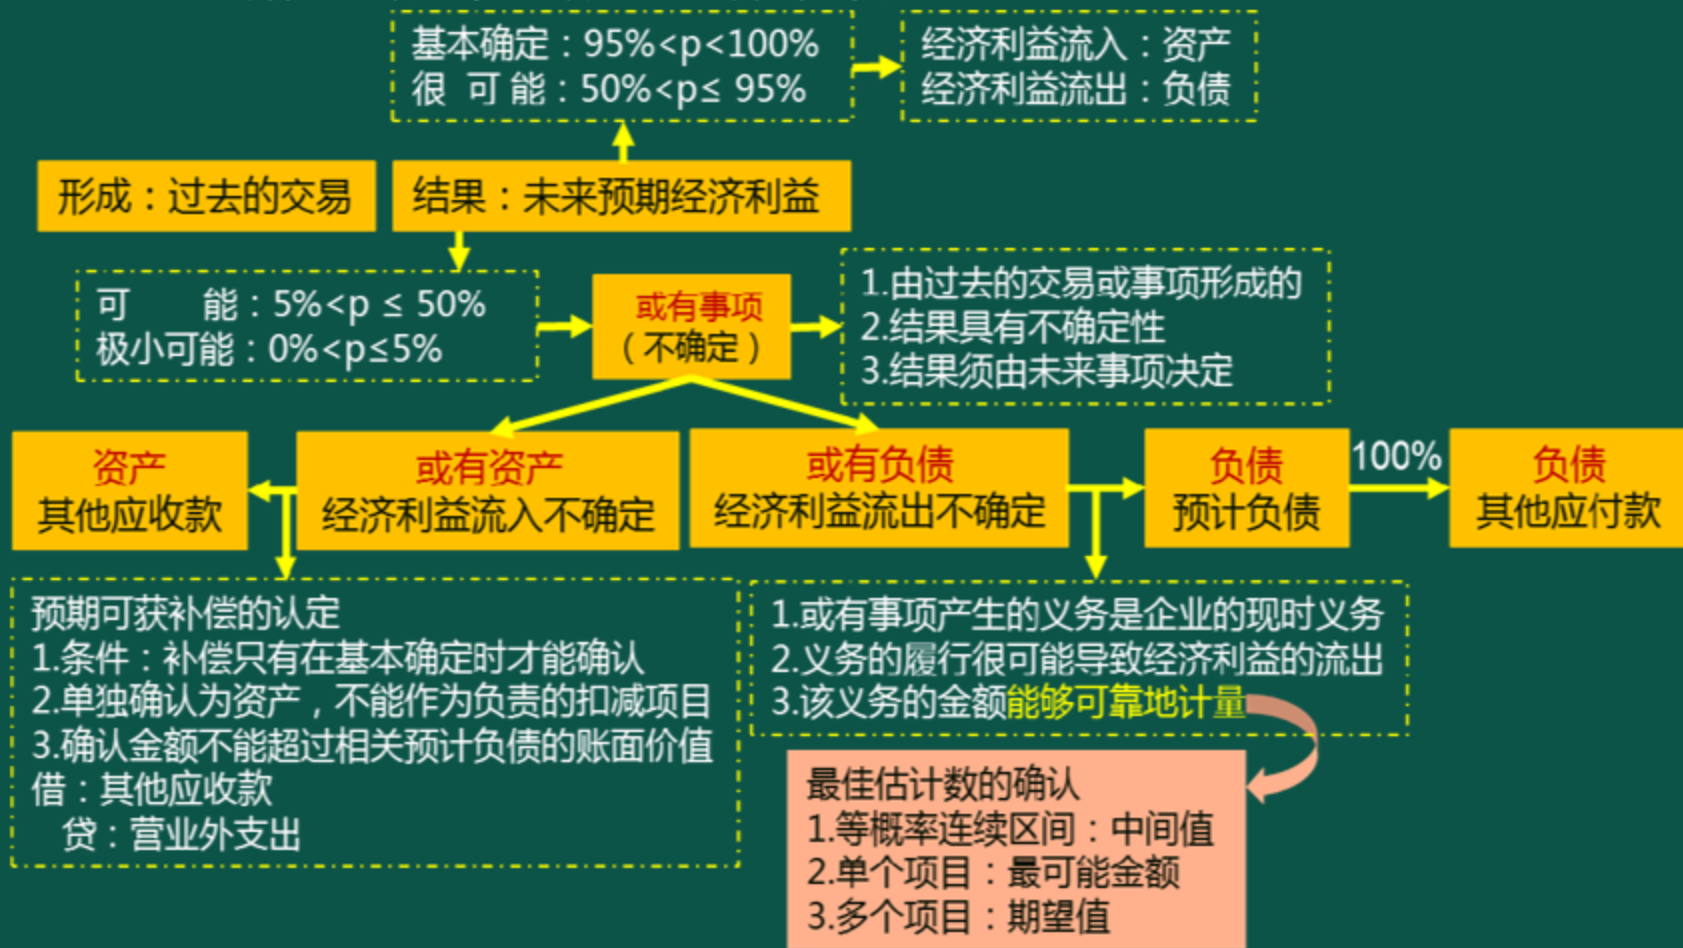 基本确定：95%<p<100%
很 可 能：50%<p≤ 95%
经济利益流入：资产
经济利益流出：负债
形成：过去的交易
结果：未来预期经济利益
可 能：5%<p ≤ 50%
极小可能：0%<p≤5%
或有事项
（不确定）
1.由过去的交易或事项形成的
2.结果具有不确定性
3.结果须由未来事项决定
资产
其他应收款
或有资产
经济利益流入不确定
或有负债
经济利益流出不确定
负债
预计负债
100%
负债
其他应付款
预期可获补偿的认定
1.条件：补偿只有在基本确定时才能确认
2.单独确认为资产，不能作为负责的扣减项目
3.确认金额不能超过相关预计负债的账面价值
借：其他应收款
贷：营业外支出
1.或有事项产生的义务是企业的现时义务
2.义务的履行很可能导致经济利益的流出
3.该义务的金额能够可靠地计量
最佳估计数的确认
1.等概率连续区间：中间值
2.单个项目：最可能金额
3.多个项目：期望值